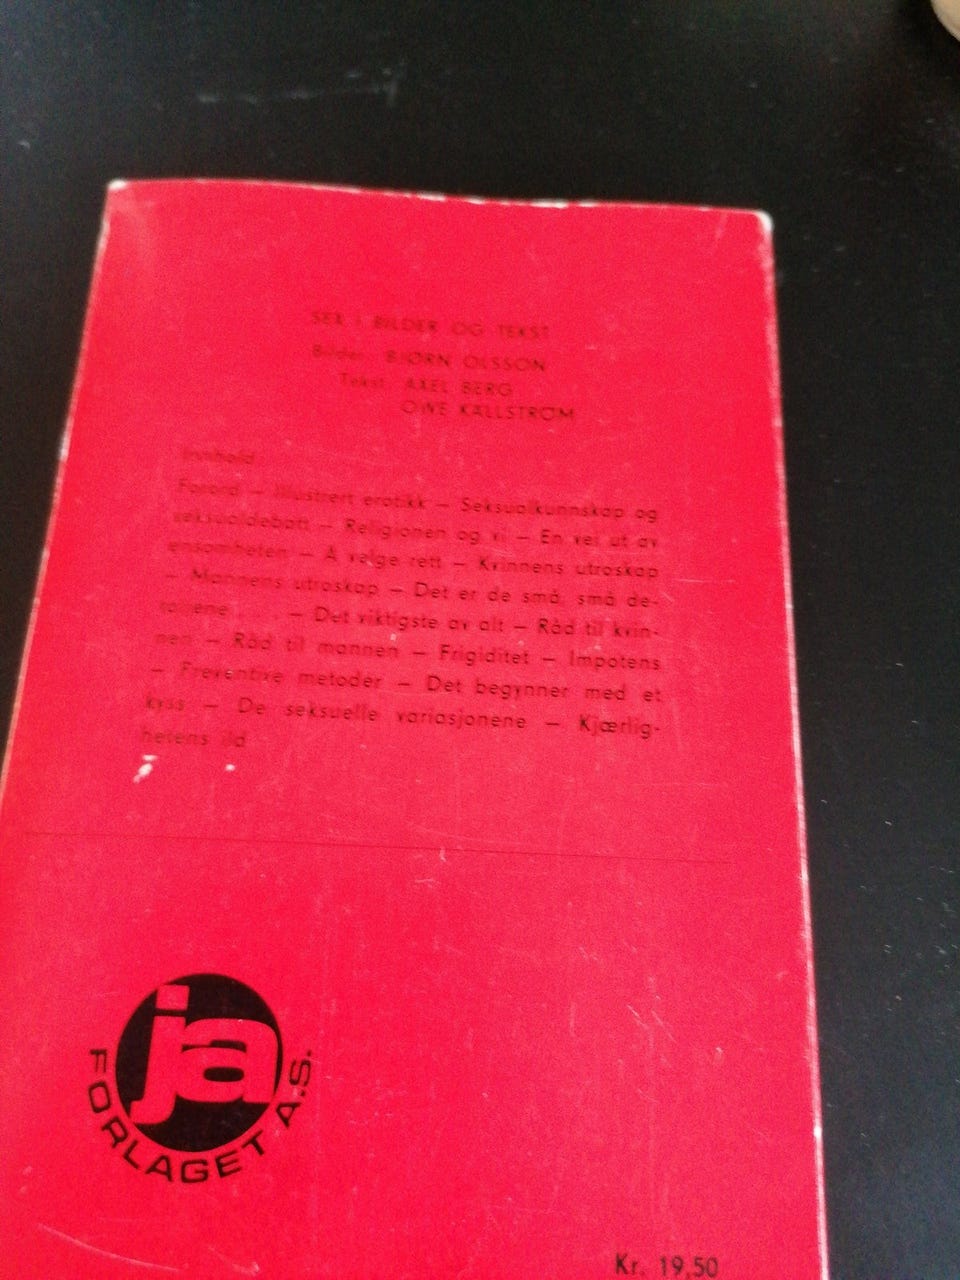 SEX I BILDER OG TEKST
Bilder: BJØRN OLSSON
Tekst: AXEL BERG
OWE KÄLLSTRØM
Innhold
Forord — Illustrert erotikk — Seksualkunnskap og
seksualdebatt — Religionen og vi — En vei ut av
ensomheten — Å velge rett — Kvinnens utroskap
— Mannens utroskap — Det er de små, små de-
taljene . . . . — Det viktigste av alt — Råd til kvin-
nen — Råd til mannen — Frigiditet — Impotens
— Preventive metoder — Det begynner med et
kyss — De seksuelle variasjonene — Kjærlig-
hetens ild
ja
FORLAGET A.S.
Kr. 19,50